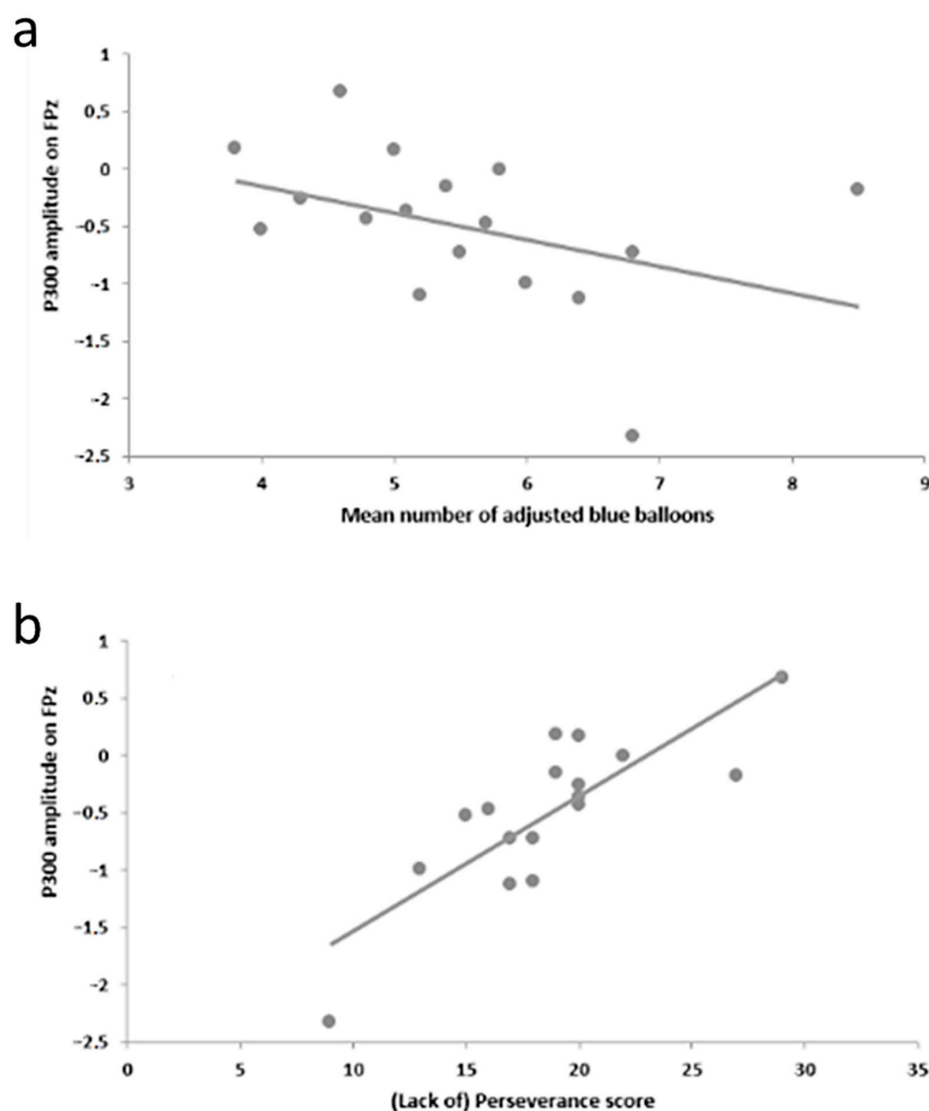 a
P300 amplitude on FPz
1
0.5
0
−0.5
−1
−1.5
−2
−2.5
3 4 5 6 7 8 9
Mean number of adjusted blue balloons
b
P300 amplitude on FPz
1
0.5
0
−0.5
−1
−1.5
−2
−2.5
0 5 10 15 20 25 30 35
(Lack of) Perseverance score